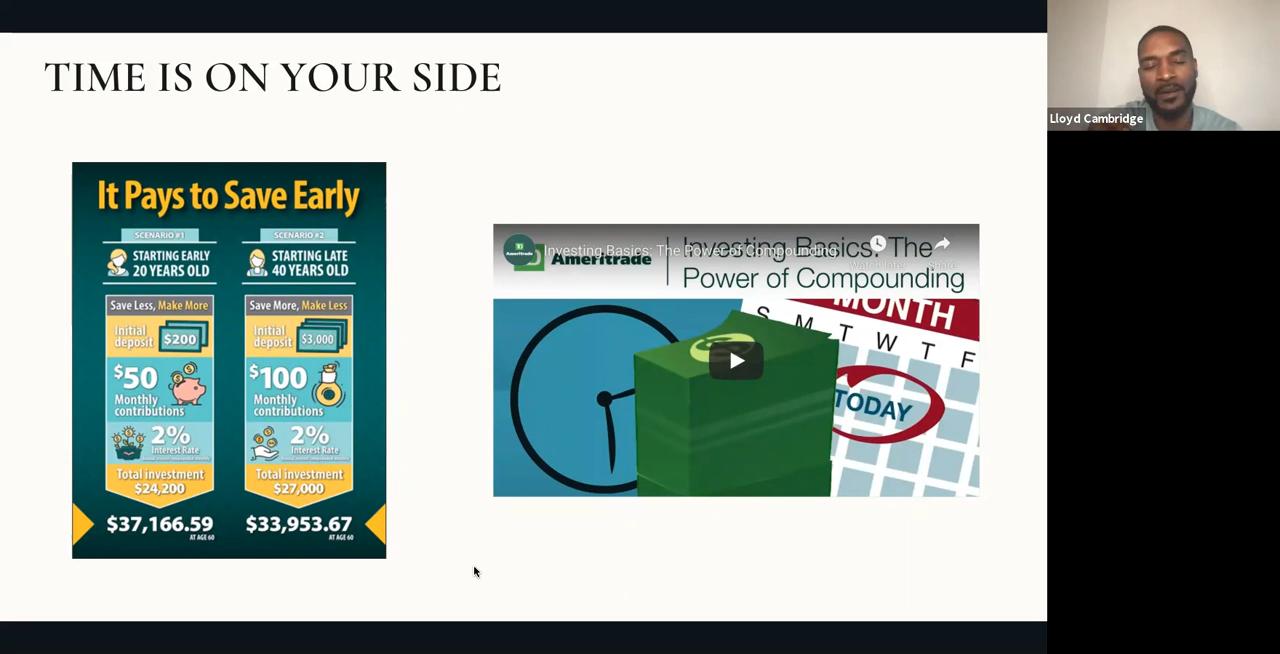 TIME IS ON YOUR SIDE
It Pays to Save Early
SCENARIO #1
STARTING EARLY
20 YEARS OLD
Save Less, Make More
Initial
deposit
$200
$50
Monthly
contributions
2%
Interest Rate
Total investment
$24,200
$37,166.59
AT AGE 60
SCENARIO #2
STARTING LATE
40 YEARS OLD
Save More, Make Less
Initial
deposit
$3,000
$100
Monthly
contributions
2%
Interest Rate
Total investment
$27,000
$33,953.67
AT AGE 60
Investing Basics: The Power of Compounding
Ameritrade
Investing Basics: The
Power of Compounding
Watch later
Share
MONTH
S M T W T F
TODAY
Lloyd Cambridge